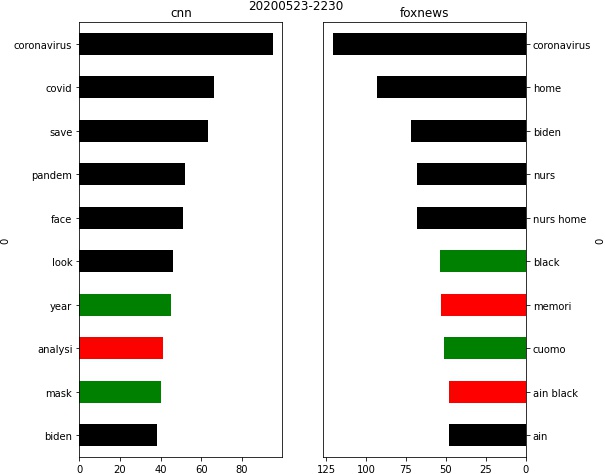 20200523-2230
cnn
foxnews
coronavirus
covid
save
pandem
face
look
year
analysi
mask
biden
0
0 20 40 60 80
coronavirus
home
biden
nurs
nurs home
black
memori
cuomo
ain black
ain
0
125 100 75 50 25 0